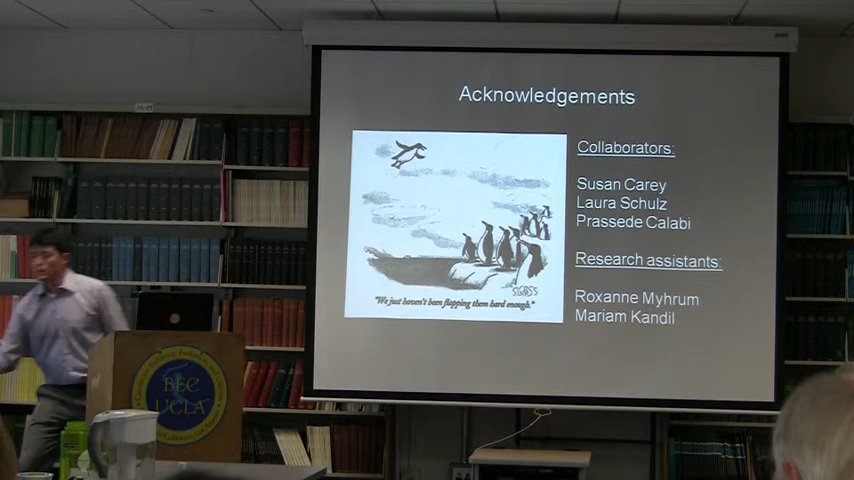 Acknowledgements
Collaborators:
Susan Carey
Laura Schulz
Prassede Calabi
Research assistants:
Roxanne Myhrum
Mariam Kandil
"We just haven't been flapping them hard enough."
S.GROSS
BEC
UCLA